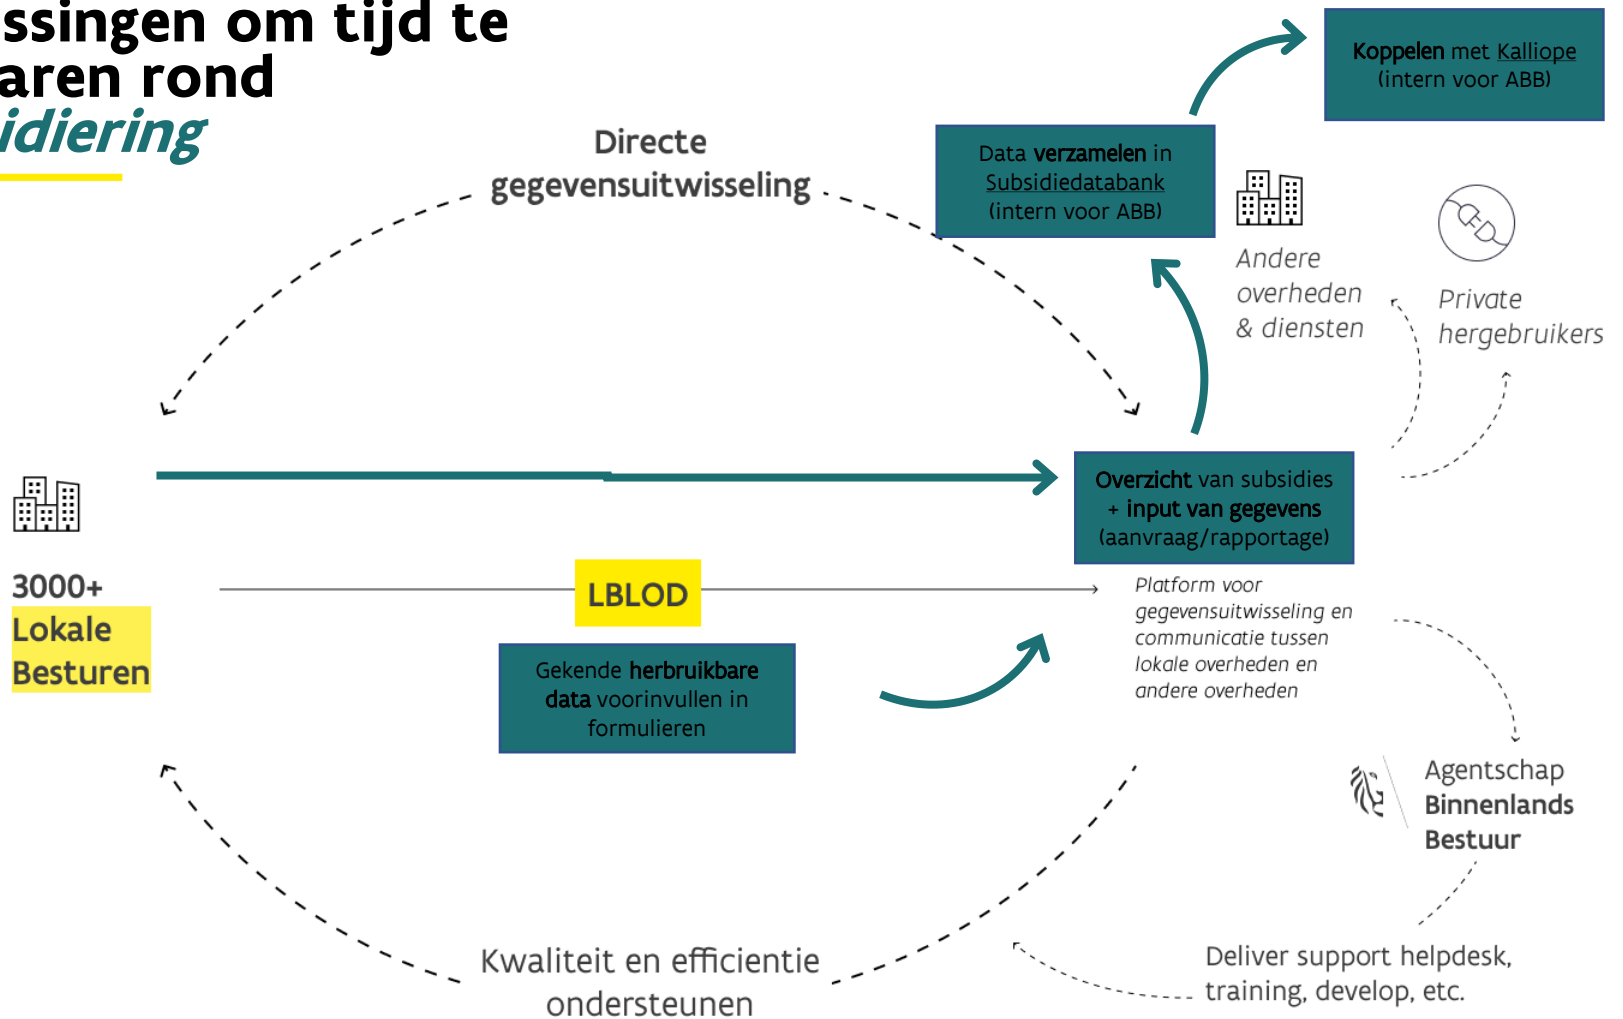 ssingen om tijd te
aren rond
idiering
Koppelen met Kalliope
(intern voor ABB)
Directe
gegevensuitwisseling
Data verzamelen in
Subsidiedatabank
(intern voor ABB)
Andere
overheden
& diensten
Private
hergebruikers
Overzicht van subsidies
+ input van gegevens
(aanvraag/rapportage)
3000+
Lokale
Besturen
LBLOD
Platform voor
gegevensuitwisseling en
communicatie tussen
lokale overheden en
andere overheden
Gekende herbruikbare
data voorinvullen in
formulieren
Agentschap
Binnenlands
Bestuur
Kwaliteit en efficientie
ondersteunen
Deliver support helpdesk,
training, develop, etc.